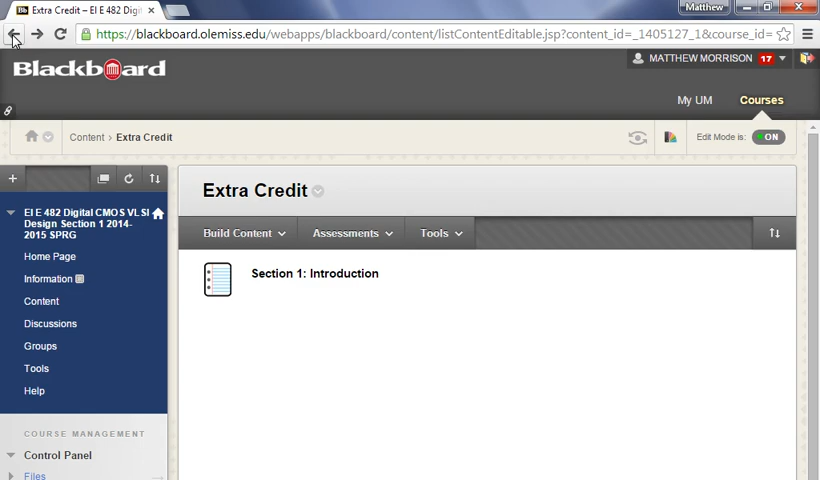 Extra Credit – EI E 482 Digi
Matthew
https://blackboard.olemiss.edu/webapps/blackboard/content/listContentEditable.jsp?content_id=_1405127_1&course_id=
Blackboard
MATTHEW MORRISON 17
My UM
Courses
Content > Extra Credit
Edit Mode is: ON
EI E 482 Digital CMOS VLSI
Design Section 1 2014-
2015 SPRG
Home Page
Information
Content
Discussions
Groups
Tools
Help
COURSE MANAGEMENT
Control Panel
Files
Extra Credit
Build Content
Assessments
Tools
Section 1: Introduction